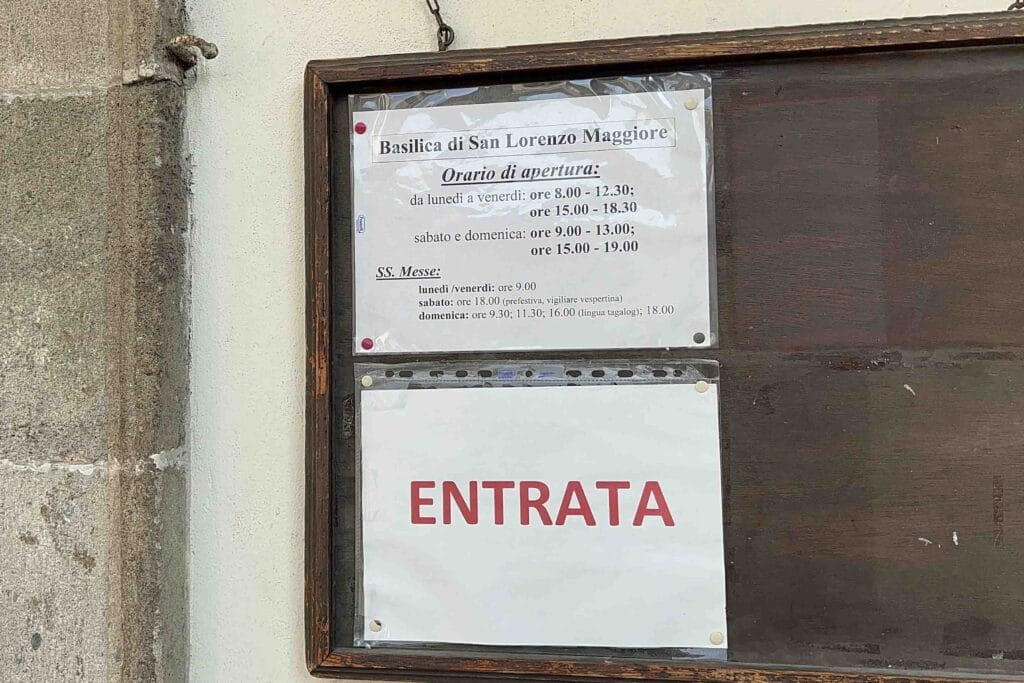 Basilica di San Lorenzo Maggiore
Orario di apertura:
da lunedì a venerdì: ore 8.00 - 12.30;
ore 15.00 - 18.30
sabato e domenica: ore 9.00 - 13.00;
ore 15.00 - 19.00
SS. Messe:
lunedì /venerdì: ore 9.00
sabato: ore 18.00 (prefestiva, vigiliare vespertina)
domenica: ore 9.30; 11.30; 16.00 (lingua tagalog); 18.00
ENTRATA